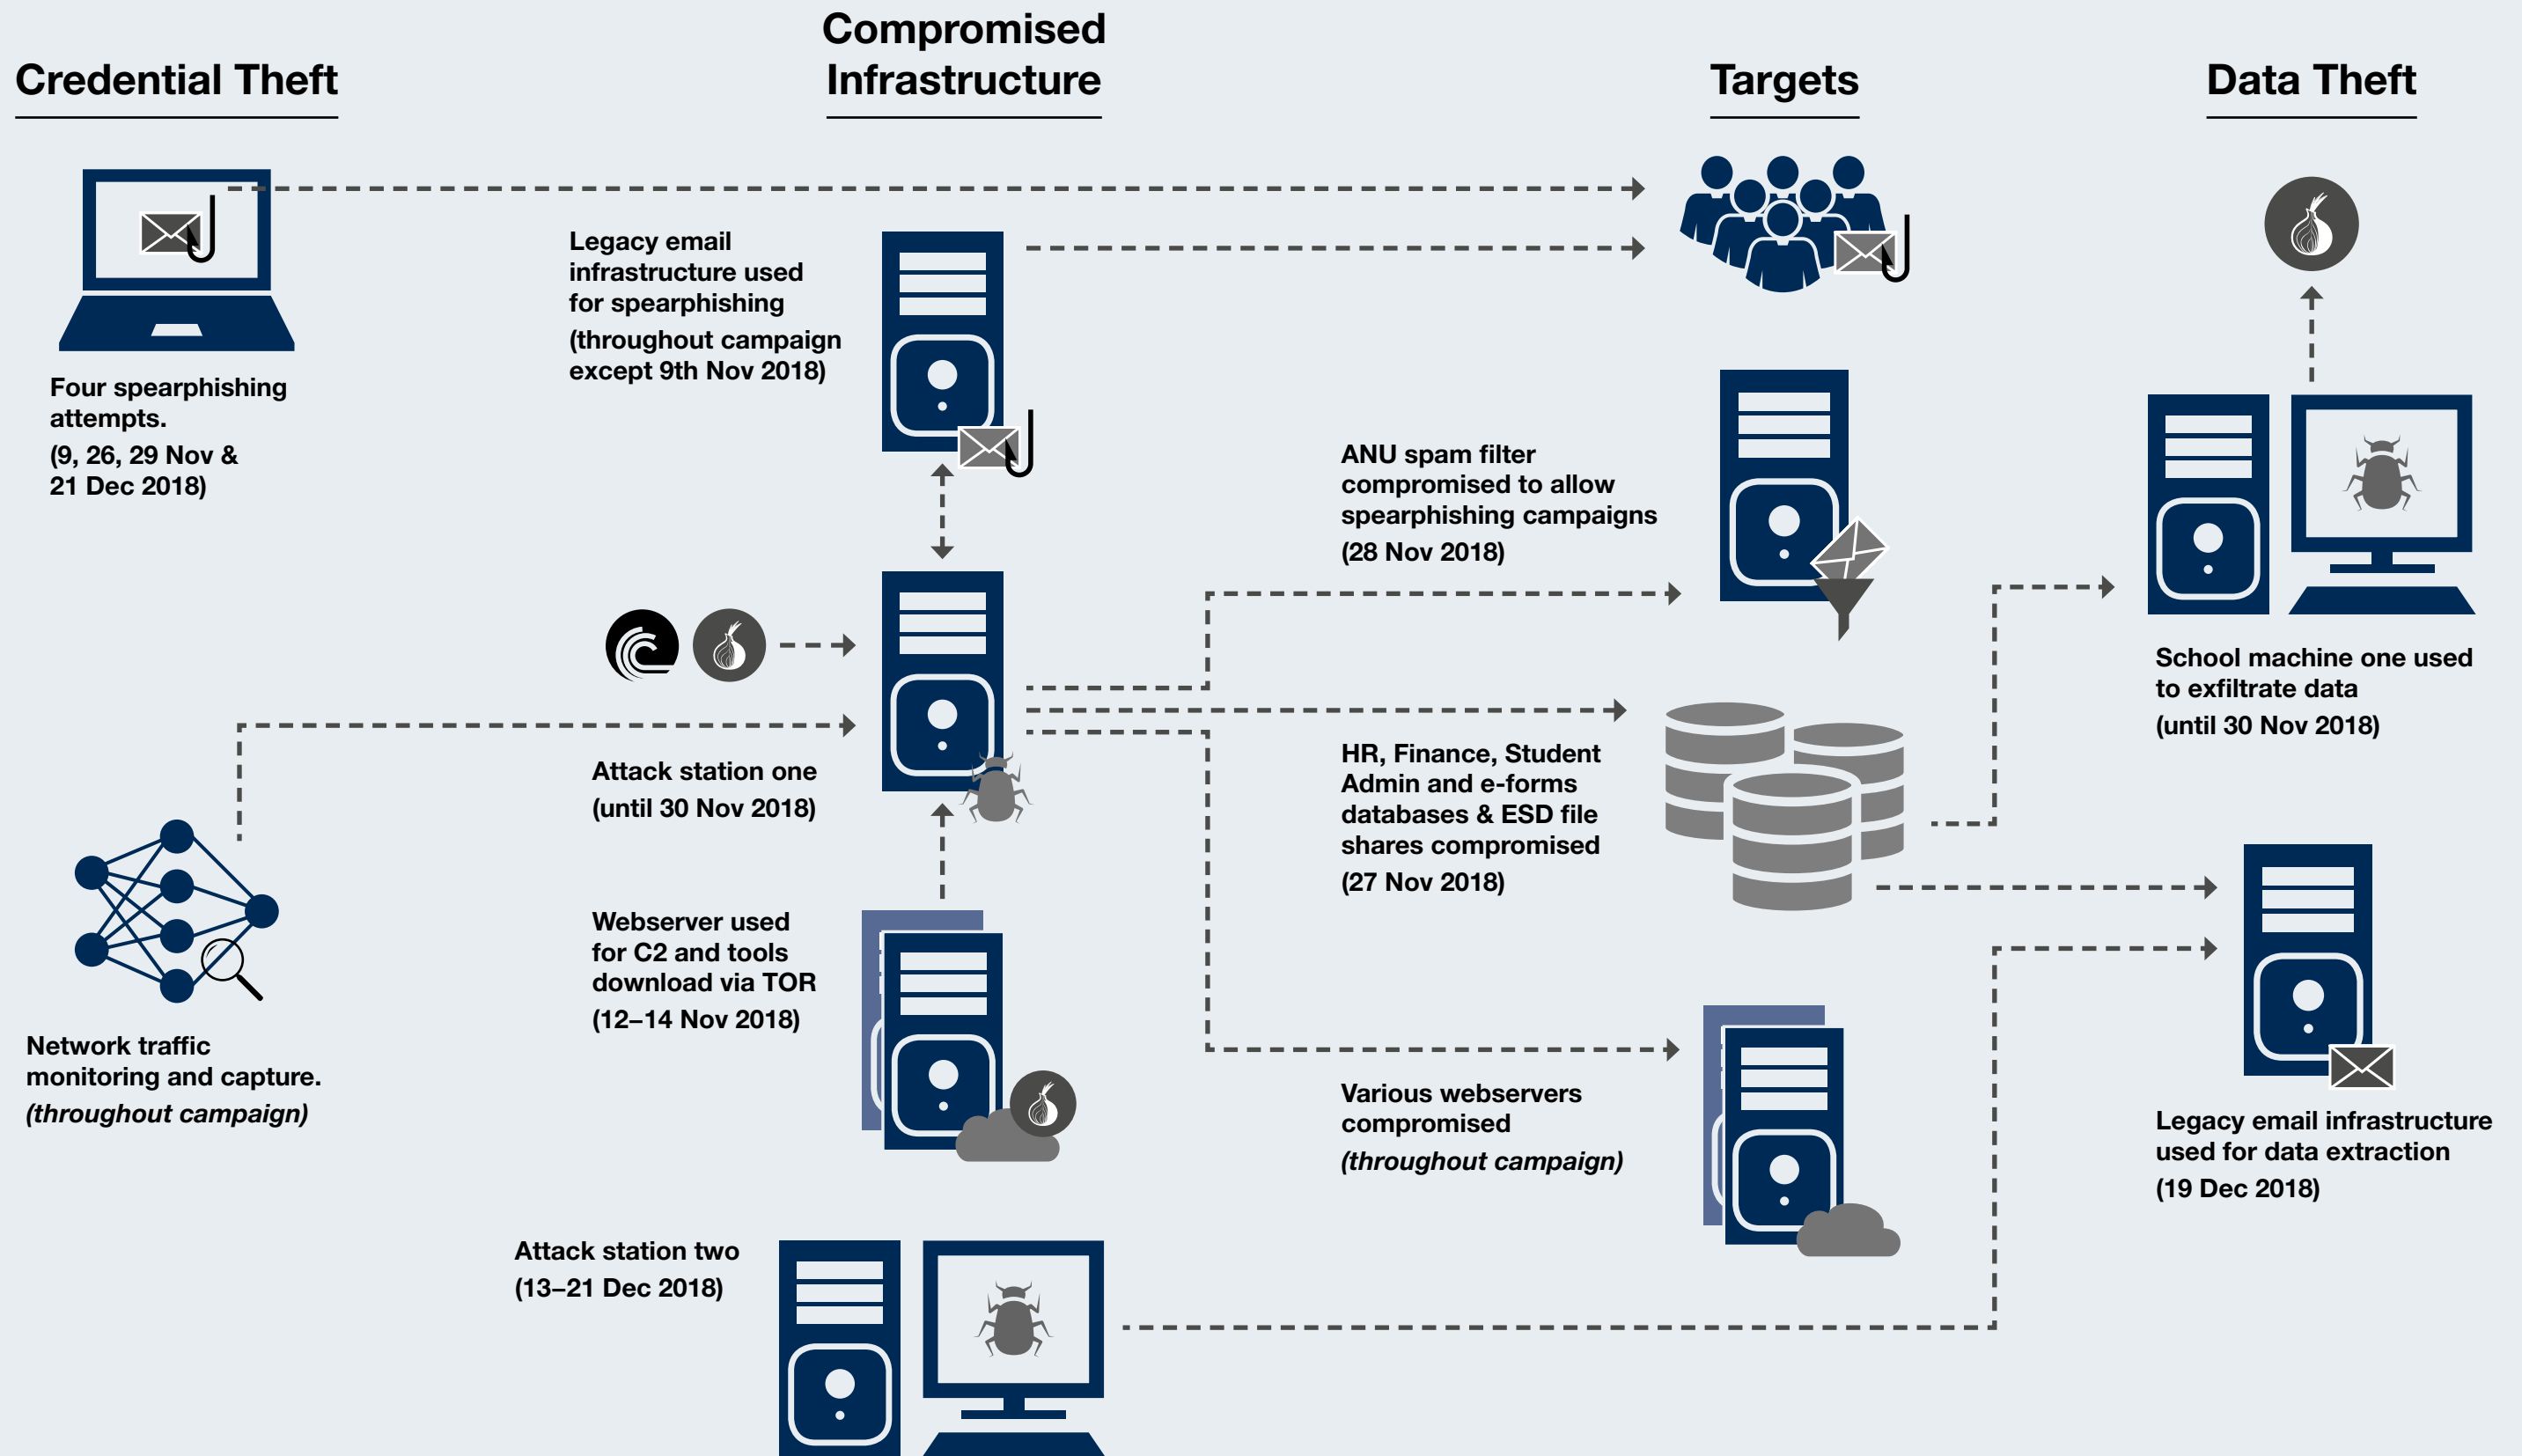 Credential Theft
Compromised
Infrastructure
Targets
Data Theft
Four spearphishing
attempts.
(9, 26, 29 Nov &
21 Dec 2018)
Network traffic
monitoring and capture.
(throughout campaign)
Legacy email
infrastructure used
for spearphishing
(throughout campaign
except 9th Nov 2018)
Attack station one
(until 30 Nov 2018)
Webserver used
for C2 and tools
download via TOR
(12–14 Nov 2018)
Attack station two
(13–21 Dec 2018)
ANU spam filter
compromised to allow
spearphishing campaigns
(28 Nov 2018)
HR, Finance, Student
Admin and e-forms
databases & ESD file
shares compromised
(27 Nov 2018)
Various webservers
compromised
(throughout campaign)
School machine one used
to exfiltrate data
(until 30 Nov 2018)
Legacy email infrastructure
used for data extraction
(19 Dec 2018)